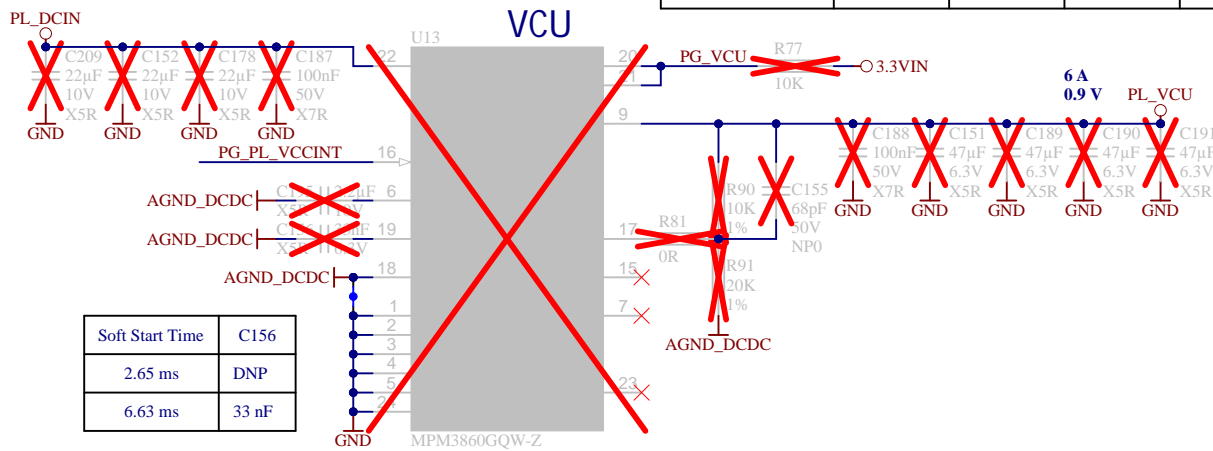 VCU
PL_DCIN
U13
C209
22µF
10V
X5R
C152
22µF
10V
X5R
C178
22µF
10V
X5R
C187
100nF
50V
X7R
GND
GND
GND
GND
22
20
1
PG_VCU
R77
10K
3.3VIN
6 A
0.9 V
PL_VCU
9
C188
100nF
50V
X7R
C151
47µF
6.3V
X5R
C189
47µF
6.3V
X5R
C190
47µF
6.3V
X5R
C191
47µF
6.3V
X5R
GND
GND
GND
GND
GND
PG_PL_VCCINT
16
AGND_DCDC
6
AGND_DCDC
19
R90
10K
1%
C155
68pF
50V
NP0
17
R81
0R
R91
20K
1%
AGND_DCDC
AGND_DCDC
18
15
7
23
1
2
3
4
5
24
GND
MPM3860GQW-Z
Soft Start Time C156
2.65 ms DNP
6.63 ms 33 nF